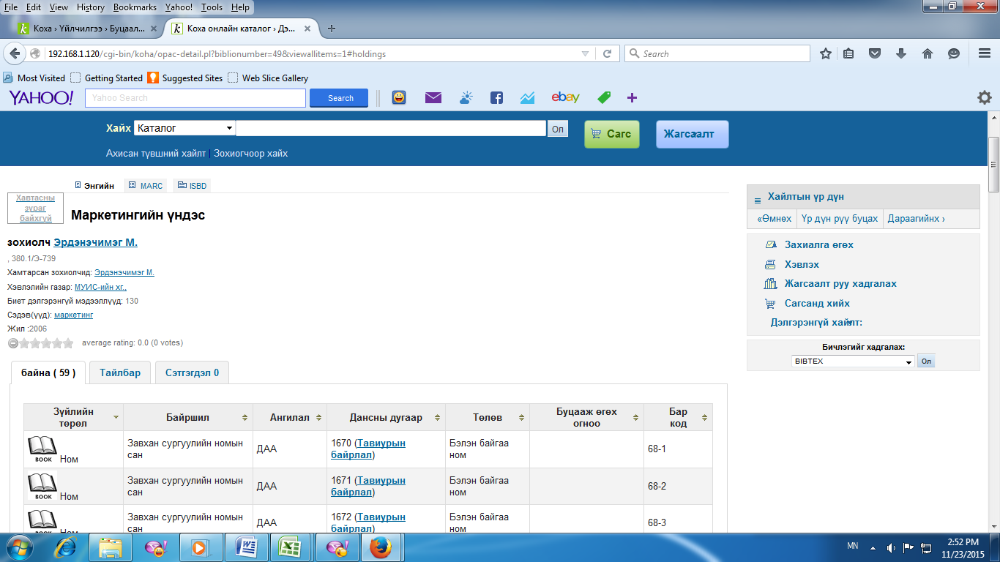 File Edit View History Bookmarks Yahoo! Tools Help
Коха › Үйлчилгээ › Буцаал... Коха онлайн каталог › Дэ...
192.168.1.120/cgi-bin/koha/opac-detail.pl?biblionumber=49&viewallitems=1#holdings Search
Most Visited Getting Started Suggested Sites Web Slice Gallery
YAHOO! Yahoo Search Search ebay
Хайх Каталог Ол Сагс Жагсаалт
Ахисан түвшний хайлт | Зохиогчоор хайх
Энгийн MARC ISBD
Хавтасны
зураг
байхгүй
Маркетингийн үндэс
зохиолч Эрдэнэчимэг М.
, 380.1/Э-739
Хамтарсан зохиолчид: Эрдэнэчимэг М.
Хэвлэлийн газар: МУИС-ийн хг.,
Биет дэлгэрэнгүй мэдээллүүд: 130
Сэдэв(үүд): маркетинг
Жил :2006
average rating: 0.0 (0 votes)
Хайлтын үр дүн
«Өмнөх Үр дүн рүү буцах Дараагийнх ›
Захиалга өгөх
Хэвлэх
Жагсаалт руу хадгалах
Сагсанд хийх
Дэлгэрэнгүй хайлт:
Бичлэгийг хадгалах:
BIBTEX Ол
байна ( 59 ) Тайлбар Сэтгэгдэл 0
Зүйлийн төрөл Байршил Ангилал Дансны дугаар Төлөв Буцааж өгөх огноо Бар код
BOOK Ном Завхан сургуулийн номын сан ДАА 1670 (Тавиурын байрлал) Бэлэн байгаа ном 68-1
BOOK Ном Завхан сургуулийн номын сан ДАА 1671 (Тавиурын байрлал) Бэлэн байгаа ном 68-2
BOOK Ном Завхан сургуулийн номын сан ДАА 1672 (Тавиурын байрлал) Бэлэн байгаа ном 68-3
MN 2:52 PM
11/23/2015